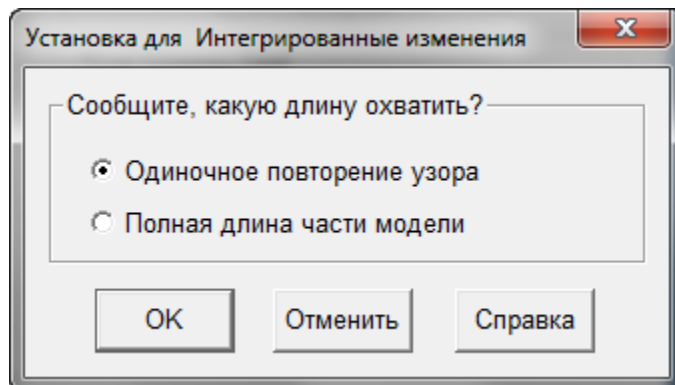 Установка для  Интегрированные изменения
Сообщите, какую длину охватить?
Одиночное повторение узора
Полная длина части модели
OK
Отменить
Справка